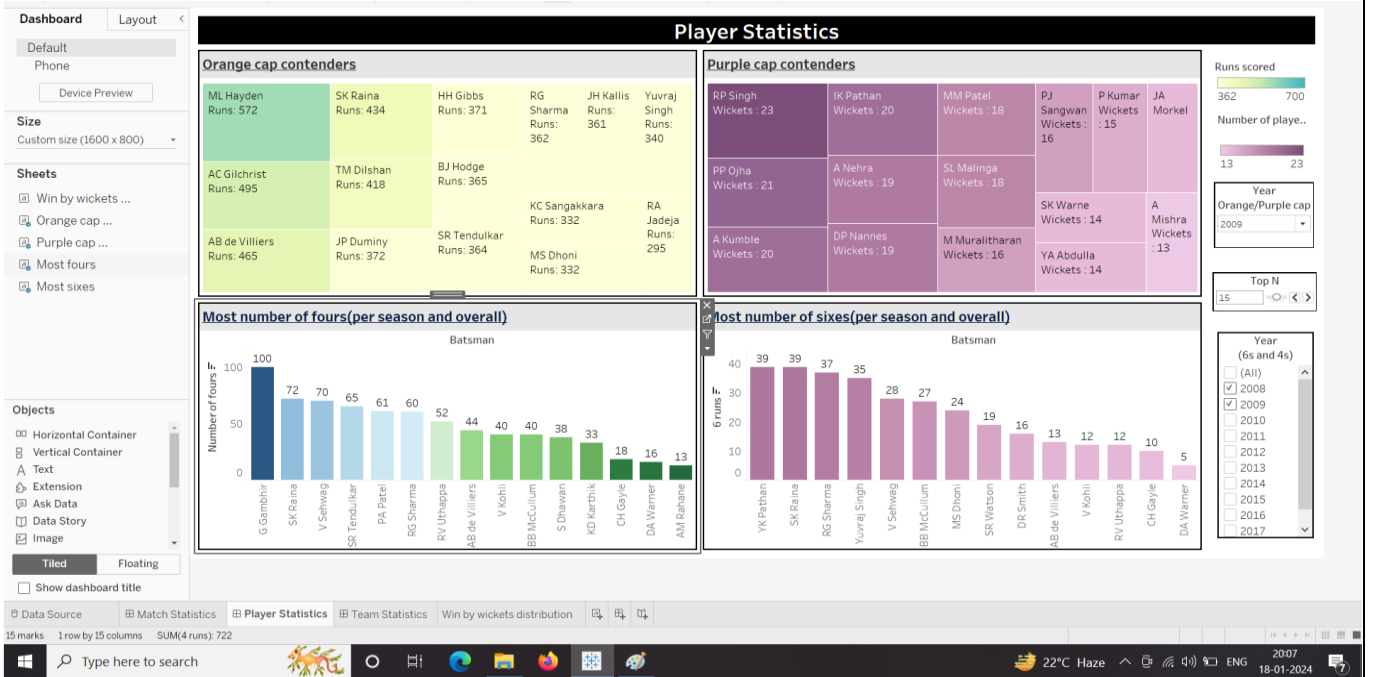 Dashboard
Layout
Default
Phone
Device Preview
Size
Custom size (1600 x 800)
Sheets
Win by wickets ...
Orange cap ...
Purple cap ...
Most fours
Most sixes
Objects
Horizontal Container
Vertical Container
Text
Extension
Ask Data
Data Story
Image
Tiled
Floating
Show dashboard title
Player Statistics
Orange cap contenders
ML Hayden
Runs: 572
AC Gilchrist
Runs: 495
AB de Villiers
Runs: 465
SK Raina
Runs: 434
TM Dilshan
Runs: 418
JP Duminy
Runs: 372
HH Gibbs
Runs: 371
BJ Hodge
Runs: 365
SR Tendulkar
Runs: 364
RG
Sharma
Runs:
362
JH Kallis
Runs:
361
Yuvraj
Singh
Runs:
340
KC Sangakkara
Runs: 332
MS Dhoni
Runs: 332
RA
Jadeja
Runs:
295
Purple cap contenders
RP Singh
Wickets : 23
PP Ojha
Wickets : 21
A Kumble
Wickets : 20
IK Pathan
Wickets : 20
A Nehra
Wickets : 19
DP Nannes
Wickets : 19
MM Patel
Wickets : 18
SL Malinga
Wickets : 18
M Muralitharan
Wickets : 16
PJ
Sangwan
Wickets :
16
P Kumar
Wickets
: 15
JA
Morkel
SK Warne
Wickets : 14
YA Abdulla
Wickets : 14
A
Mishra
Wickets
: 13
Runs scored
362 700
Number of playe..
13 23
Year
Orange/Purple cap
2009
Top N
15
Year
(6s and 4s)
(All)
2008
2009
2010
2011
2012
2013
2014
2015
2016
2017
Most number of fours(per season and overall)
Batsman
Number of fours
100
50
0
100
72
70
65
61
60
52
44
40
40
38
33
18
16
13
G Gambhir
SK Raina
V Sehwag
SR Tendulkar
PA Patel
RG Sharma
RV Uthappa
AB de Villiers
V Kohli
BB McCullum
S Dhawan
KD Karthik
CH Gayle
DA Warner
AM Rahane
Most number of sixes(per season and overall)
Batsman
6 runs
40
30
20
10
0
39
39
37
35
28
27
24
19
16
13
12
12
10
5
YK Pathan
SK Raina
RG Sharma
Yuvraj Singh
V Sehwag
BB McCullum
MS Dhoni
SR Watson
DR Smith
AB de Villiers
V Kohli
RV Uthappa
CH Gayle
DA Warner
Data Source
Match Statistics
Player Statistics
Team Statistics
Win by wickets distribution
15 marks 1 row by 15 columns SUM(4 runs): 722
Type here to search
22°C Haze
ENG
20:07
18-01-2024
7